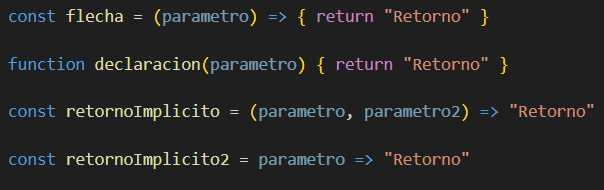 const flecha = (parametro) => { return "Retorno" }
function declaracion(parametro) { return "Retorno" }
const retornoImplicito = (parametro, parametro2) => "Retorno"
const retornoImplicito2 = parametro => "Retorno"